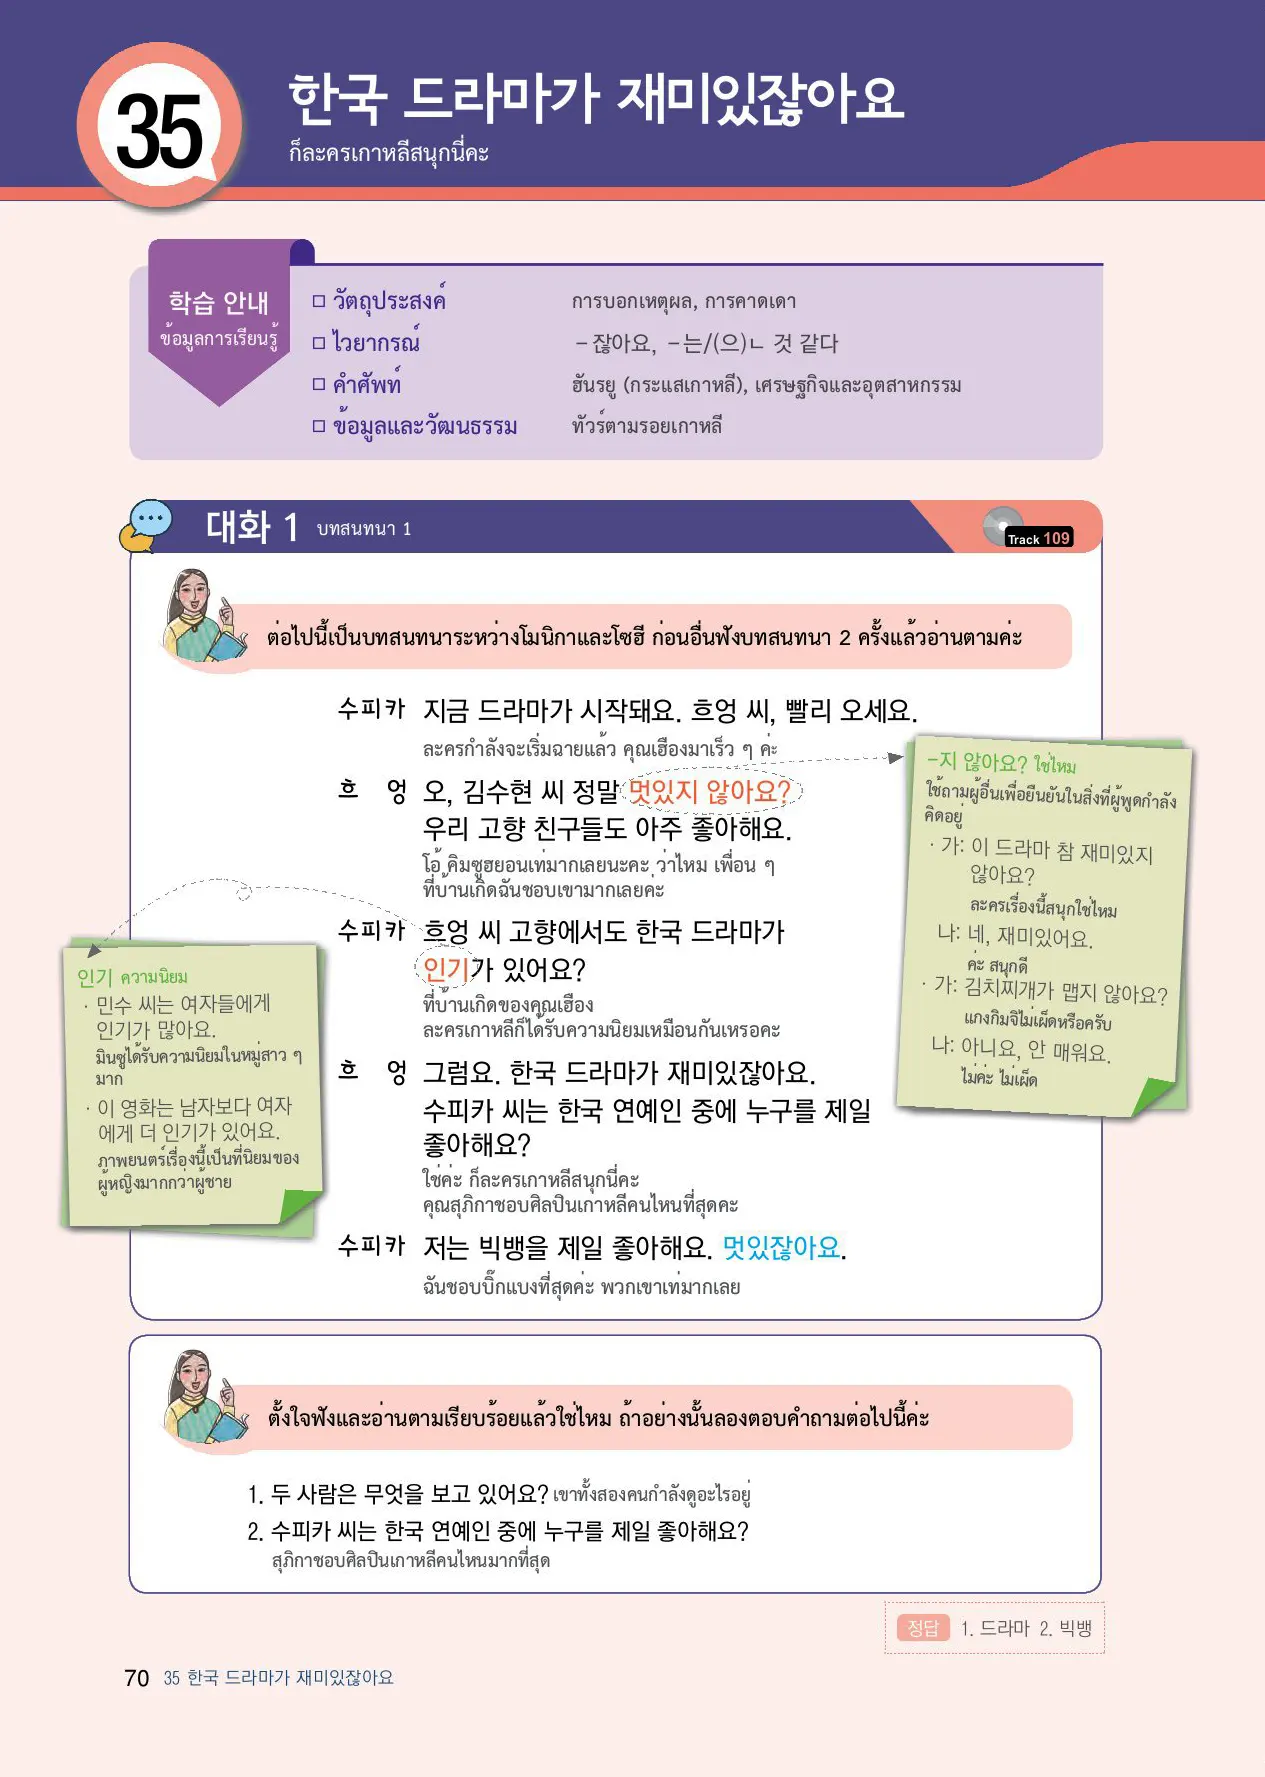 35
한국 드라마가 재미있잖아요
ก็ละครเกาหลีสนุกนี่คะ
학습 안내
ข้อมูลการเรียนรู้
□ วัตถุประสงค์ การบอกเหตุผล, การคาดเดา
□ ไวยากรณ์ –잖아요, –는/(으)ㄴ 것 같다
□ คำศัพท์ ฮันรยู (กระแสเกาหลี), เศรษฐกิจและอุตสาหกรรม
□ ข้อมูลและวัฒนธรรม ทัวร์ตามรอยเกาหลี
대화 1 บทสนทนา 1
Track 109
ต่อไปนี้เป็นบทสนทนาระหว่างโมนิกาและโซฮี ก่อนอื่นฟังบทสนทนา 2 ครั้งแล้วอ่านตามค่ะ
수피카 지금 드라마가 시작돼요. 흐엉 씨, 빨리 오세요.
ละครกำลังจะเริ่มฉายแล้ว คุณเฮืองมาเร็ว ๆ ค่ะ
흐 엉 오, 김수현 씨 정말 멋있지 않아요?
우리 고향 친구들도 아주 좋아해요.
โอ้ คิมซูฮยอนเท่มากเลยนะคะ ว่าไหม เพื่อน ๆ
ที่บ้านเกิดฉันชอบเขามากเลยค่ะ
수피카 흐엉 씨 고향에서도 한국 드라마가
인기가 있어요?
ที่บ้านเกิดของคุณเฮือง
ละครเกาหลีก็ได้รับความนิยมเหมือนกันเหรอคะ
흐 엉 그럼요. 한국 드라마가 재미있잖아요.
수피카 씨는 한국 연예인 중에 누구를 제일
좋아해요?
ใช่ค่ะ ก็ละครเกาหลีสนุกนี่คะ
คุณสุภิกาชอบศิลปินเกาหลีคนไหนที่สุดคะ
수피카 저는 빅뱅을 제일 좋아해요. 멋있잖아요.
ฉันชอบบิ๊กแบงที่สุดค่ะ พวกเขาเท่มากเลย
–지 않아요? ใช่ไหม
ใช้ถามผู้อื่นเพื่อยืนยันในสิ่งที่ผู้พูดกำลัง
คิดอยู่
· 가: 이 드라마 참 재미있지
않아요?
ละครเรื่องนี้สนุกใช่ไหม
나: 네, 재미있어요.
ค่ะ สนุกดี
· 가: 김치찌개가 맵지 않아요?
แกงกิมจิไม่เผ็ดหรือครับ
나: 아니요, 안 매워요.
ไม่ค่ะ ไม่เผ็ด
인기 ความนิยม
· 민수 씨는 여자들에게
인기가 많아요.
มินซูได้รับความนิยมในหมู่สาว ๆ
มาก
· 이 영화는 남자보다 여자
에게 더 인기가 있어요.
ภาพยนตร์เรื่องนี้เป็นที่นิยมของ
ผู้หญิงมากกว่าผู้ชาย
ตั้งใจฟังและอ่านตามเรียบร้อยแล้วใช่ไหม ถ้าอย่างนั้นลองตอบคำถามต่อไปนี้ค่ะ
1. 두 사람은 무엇을 보고 있어요? เขาทั้งสองคนกำลังดูอะไรอยู่
2. 수피카 씨는 한국 연예인 중에 누구를 제일 좋아해요?
สุภิกาชอบศิลปินเกาหลีคนไหนมากที่สุด
정답 1. 드라마 2. 빅뱅
70 35 한국 드라마가 재미있잖아요